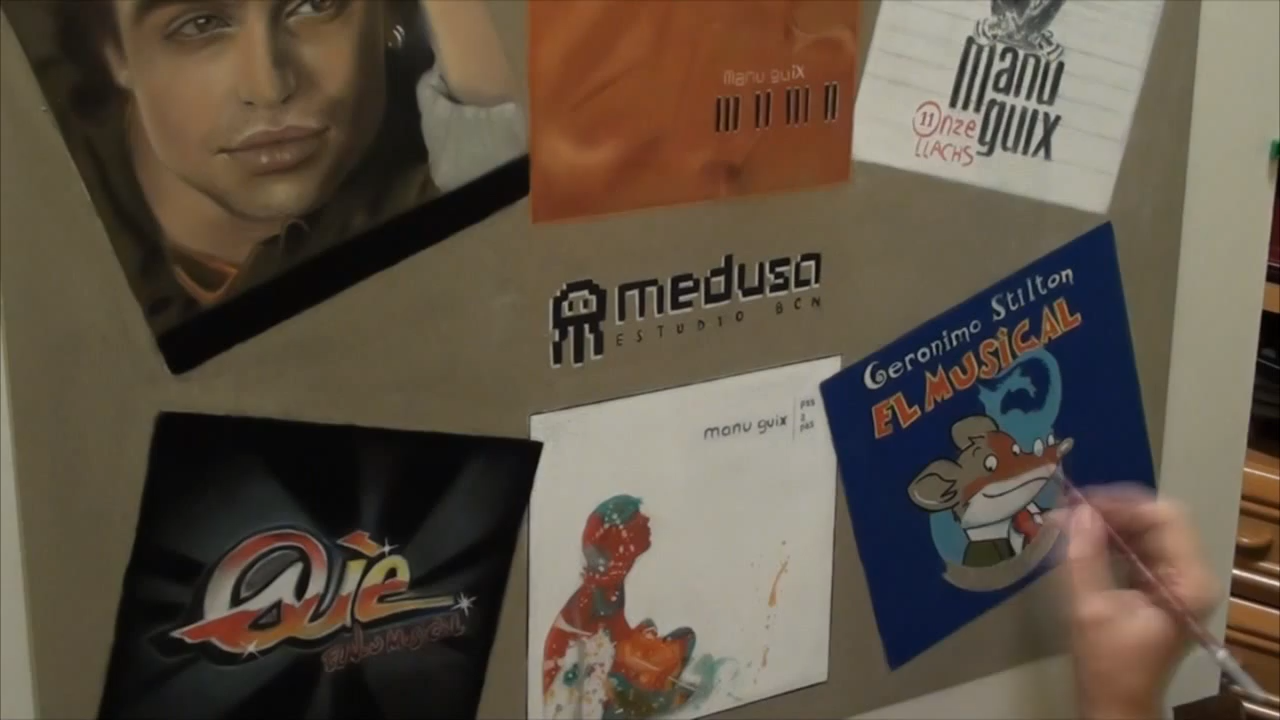 manu guix
manu
guix
11 Onze
LLACHS
medusa
ESTUDIO BCN
Geronimo Stilton
EL MUSICAL
manu guix
pas
a
pas
Què